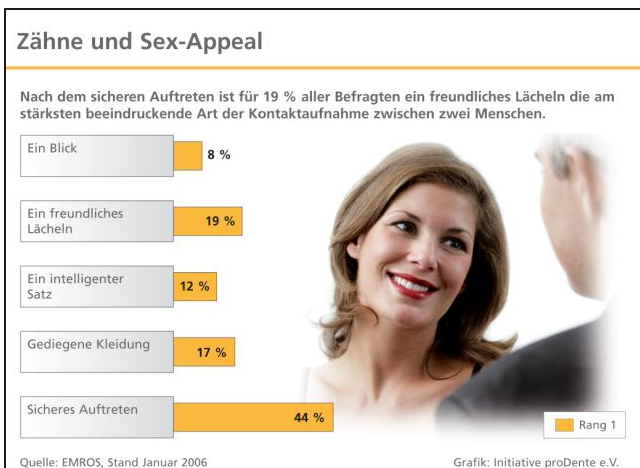 Zähne und Sex-Appeal
Nach dem sicheren Auftreten ist für 19 % aller Befragten ein freundliches Lächeln die am
stärksten beeindruckende Art der Kontaktaufnahme zwischen zwei Menschen.
Ein Blick
8 %
Ein freundliches
Lächeln
19 %
Ein intelligenter
Satz
12 %
Gediegene Kleidung
17 %
Sicheres Auftreten
44 %
Rang 1
Quelle: EMROS, Stand Januar 2006
Grafik: Initiative proDente e.V.